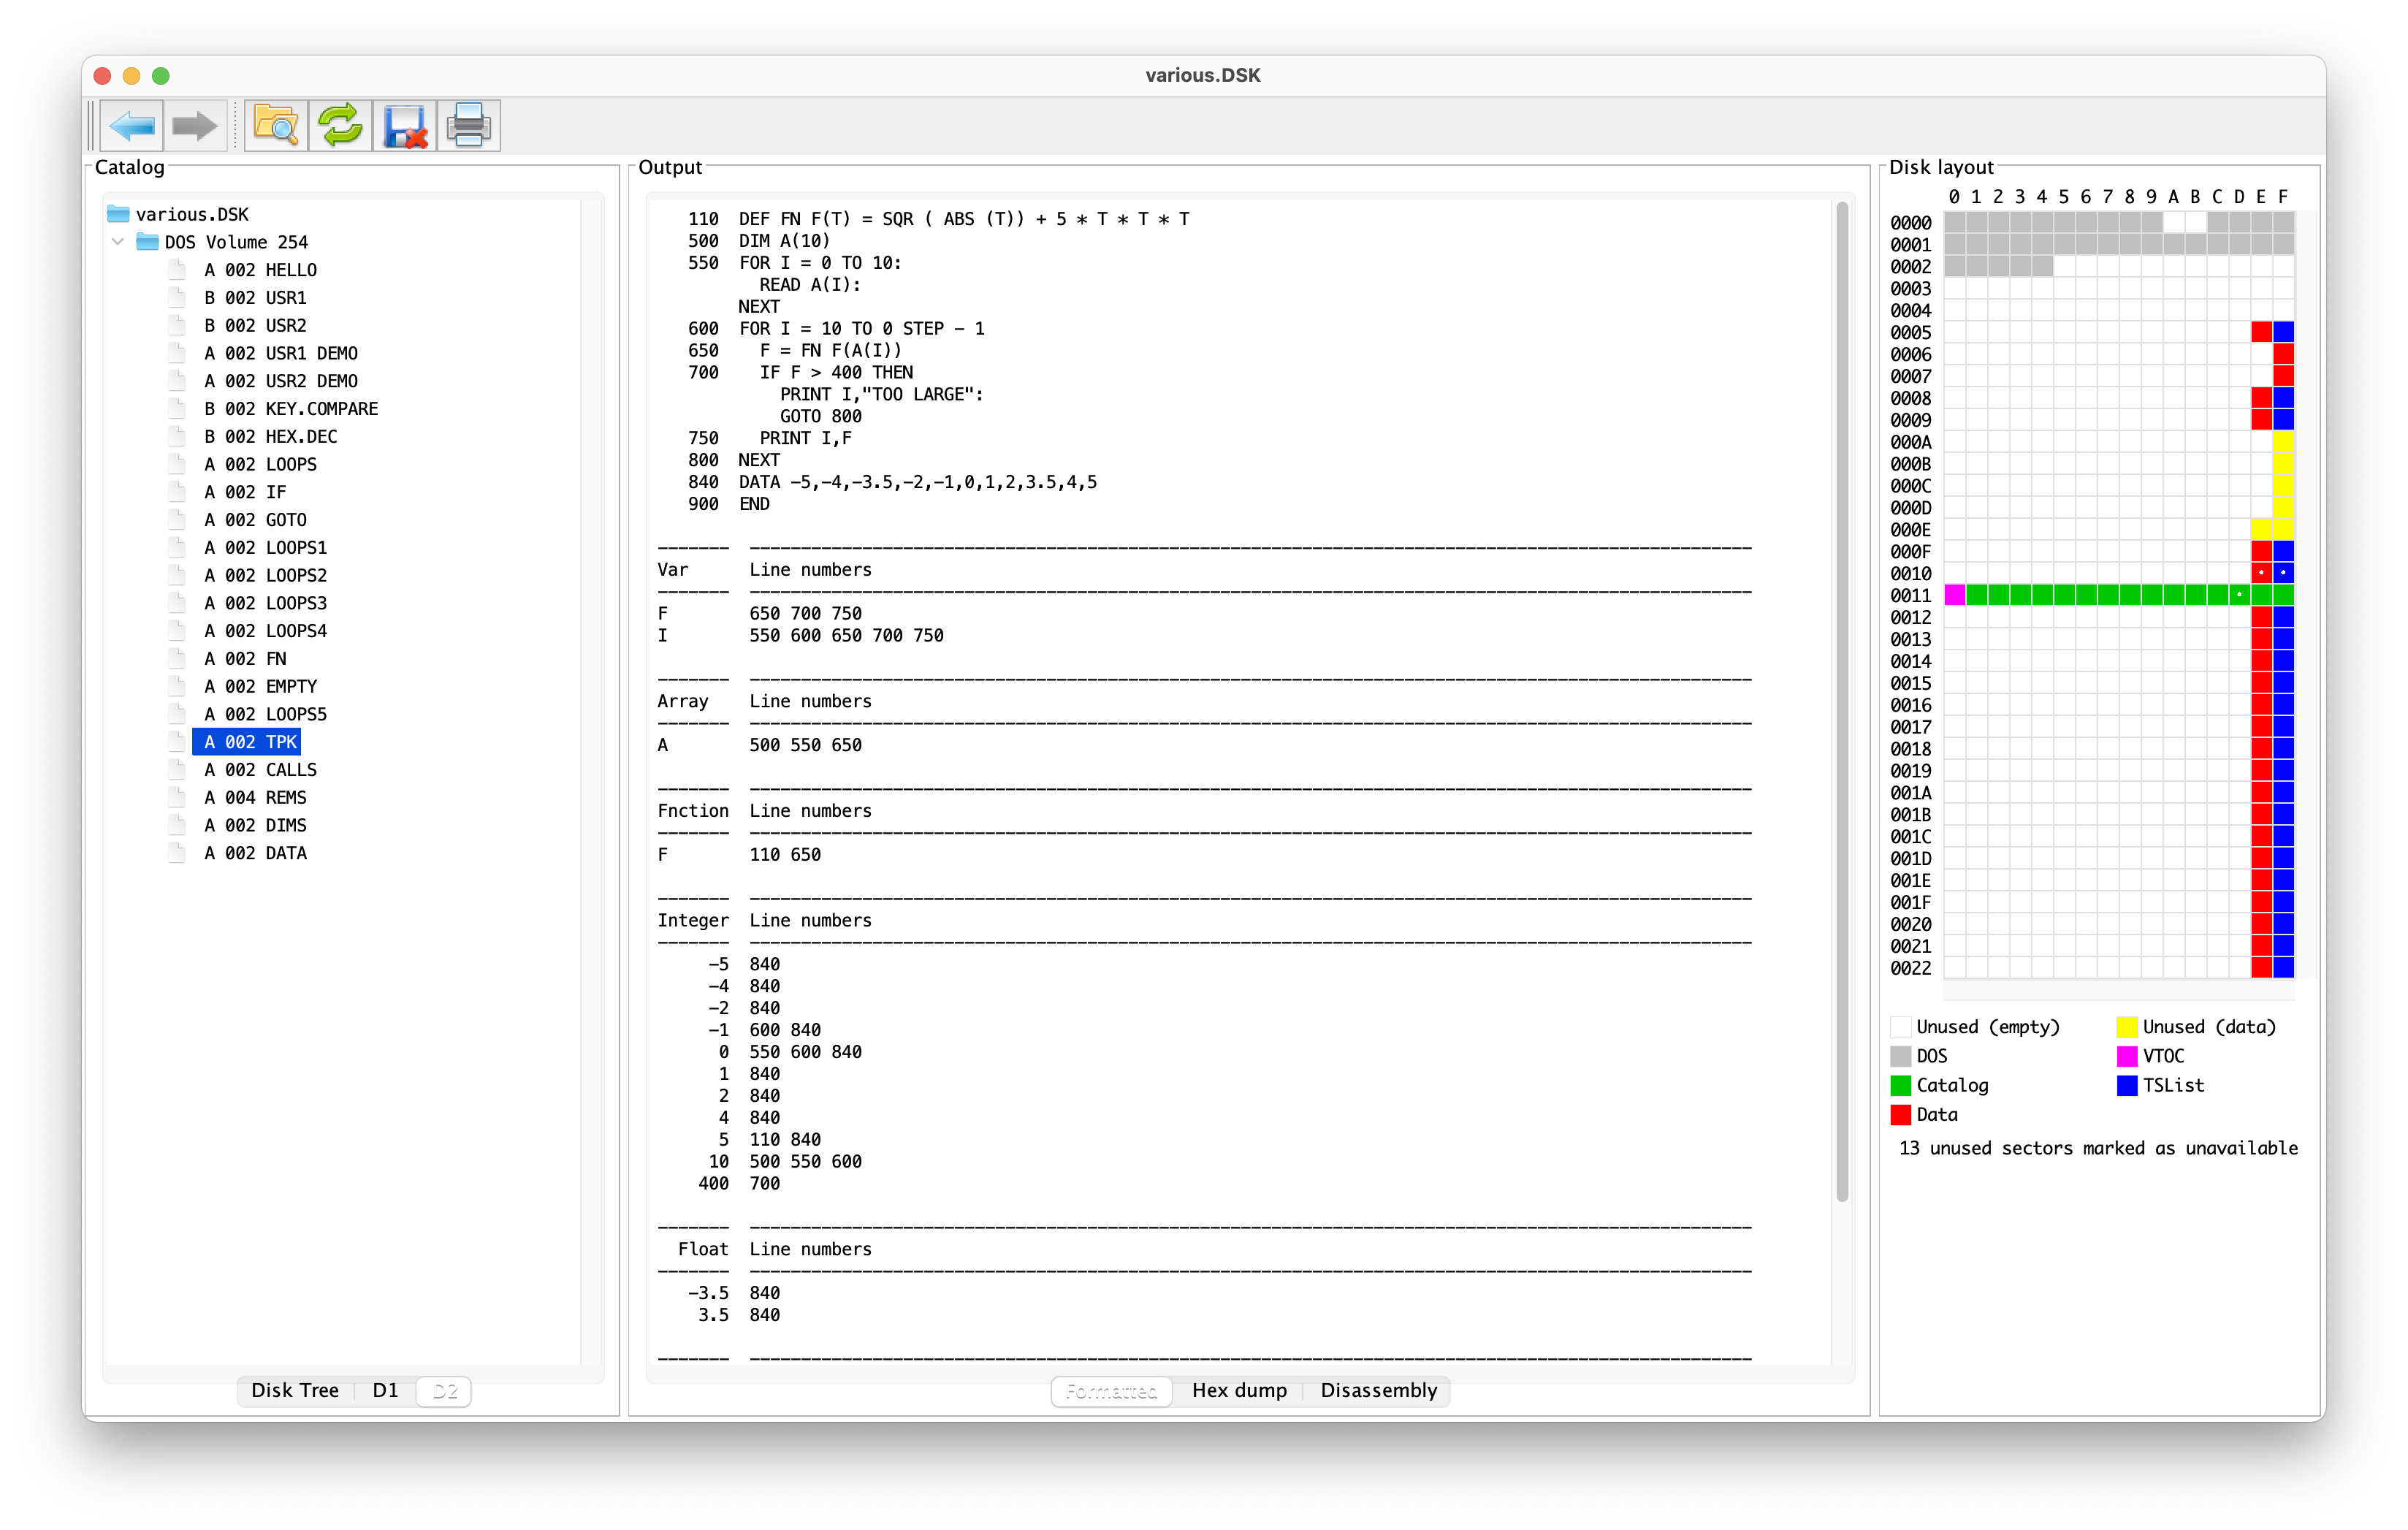 various.DSK
Catalog
various.DSK
DOS Volume 254
A 002 HELLO
B 002 USR1
B 002 USR2
A 002 USR1 DEMO
A 002 USR2 DEMO
B 002 KEY.COMPARE
B 002 HEX.DEC
A 002 LOOPS
A 002 IF
A 002 GOTO
A 002 LOOPS1
A 002 LOOPS2
A 002 LOOPS3
A 002 LOOPS4
A 002 FN
A 002 EMPTY
A 002 LOOPS5
A 002 TPK
A 002 CALLS
A 004 REMS
A 002 DIMS
A 002 DATA
Disk Tree D1 D2
Output
110 DEF FN F(T) = SQR ( ABS (T)) + 5 * T * T * T
500 DIM A(10)
550 FOR I = 0 TO 10:
READ A(I):
NEXT
600 FOR I = 10 TO 0 STEP - 1
650 F = FN F(A(I))
700 IF F > 400 THEN
PRINT I,"TOO LARGE":
GOTO 800
750 PRINT I,F
800 NEXT
840 DATA -5,-4,-3.5,-2,-1,0,1,2,3.5,4,5
900 END
------- --------------------------------------------------------------------------------------------------
Var Line numbers
------- --------------------------------------------------------------------------------------------------
F 650 700 750
I 550 600 650 700 750
------- --------------------------------------------------------------------------------------------------
Array Line numbers
------- --------------------------------------------------------------------------------------------------
A 500 550 650
------- --------------------------------------------------------------------------------------------------
Fnction Line numbers
------- --------------------------------------------------------------------------------------------------
F 110 650
------- --------------------------------------------------------------------------------------------------
Integer Line numbers
------- --------------------------------------------------------------------------------------------------
-5 840
-4 840
-2 840
-1 600 840
0 550 600 840
1 840
2 840
4 840
5 110 840
10 500 550 600
400 700
------- --------------------------------------------------------------------------------------------------
Float Line numbers
------- --------------------------------------------------------------------------------------------------
-3.5 840
3.5 840
------- --------------------------------------------------------------------------------------------------
Formatted Hex dump Disassembly
Disk layout
0 1 2 3 4 5 6 7 8 9 A B C D E F
0000
0001
0002
0003
0004
0005
0006
0007
0008
0009
000A
000B
000C
000D
000E
000F
0010
0011
0012
0013
0014
0015
0016
0017
0018
0019
001A
001B
001C
001D
001E
001F
0020
0021
0022
Unused (empty) Unused (data)
DOS VTOC
Catalog TSList
Data
13 unused sectors marked as unavailable